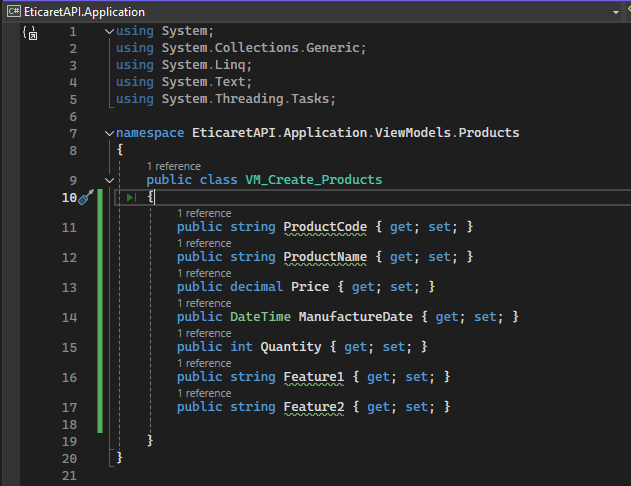 C# EticaretAPI.Application
1 using System;
2 using System.Collections.Generic;
3 using System.Linq;
4 using System.Text;
5 using System.Threading.Tasks;
6
7 namespace EticaretAPI.Application.ViewModels.Products
8 {
1 reference
9 public class VM_Create_Products
10 {
1 reference
11 public string ProductCode { get; set; }
1 reference
12 public string ProductName { get; set; }
1 reference
13 public decimal Price { get; set; }
1 reference
14 public DateTime ManufactureDate { get; set; }
1 reference
15 public int Quantity { get; set; }
1 reference
16 public string Feature1 { get; set; }
1 reference
17 public string Feature2 { get; set; }
18
19 }
20 }
21